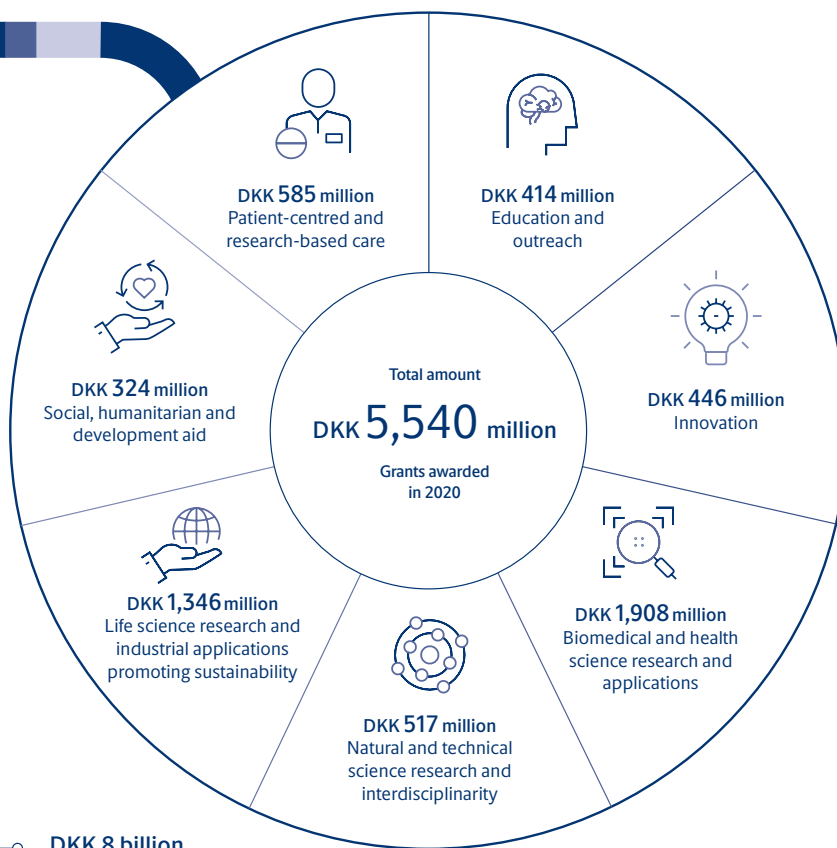 DKK 585 million
Patient-centred and
research-based care
DKK 414 million
Education and
outreach
DKK 324 million
Social, humanitarian and
development aid
Total amount
DKK 5,540 million
Grants awarded
in 2020
DKK 446 million
Innovation
DKK 1,346 million
Life science research and
industrial applications
promoting sustainability
DKK 517 million
Natural and technical
science research and
interdisciplinarity
DKK 1,908 million
Biomedical and health
science research and
applications
DKK 8 billion